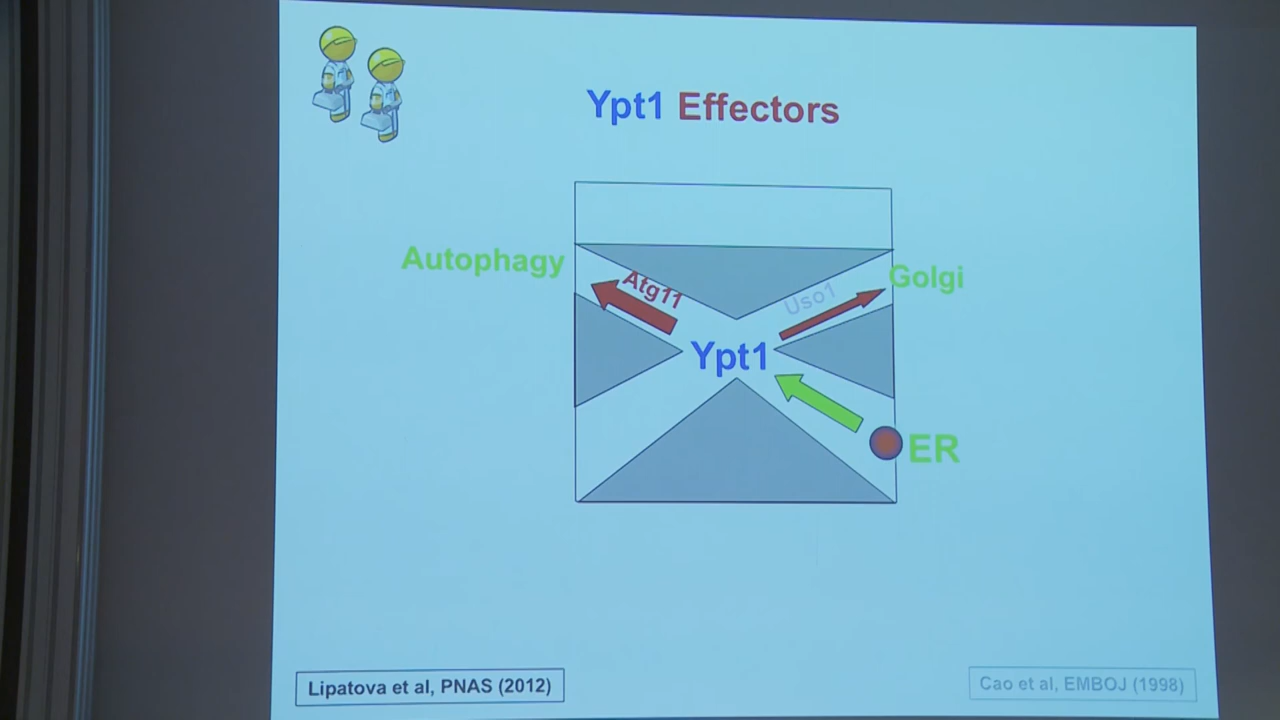 Ypt1 Effectors
Autophagy
Atg11
Uso1
Golgi
Ypt1
ER
Lipatova et al, PNAS (2012)
Cao et al, EMBOJ (1998)